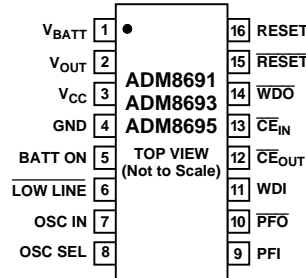 VBATT 1
VOUT 2
VCC 3
GND 4
BATT ON 5
LOW LINE 6
OSC IN 7
OSC SEL 8
ADM8691
ADM8693
ADM8695
TOP VIEW
(Not to Scale)
16 RESET
15 RESET
14 WDO
13 CEIN
12 CEOUT
11 WDI
10 PFO
9 PFI